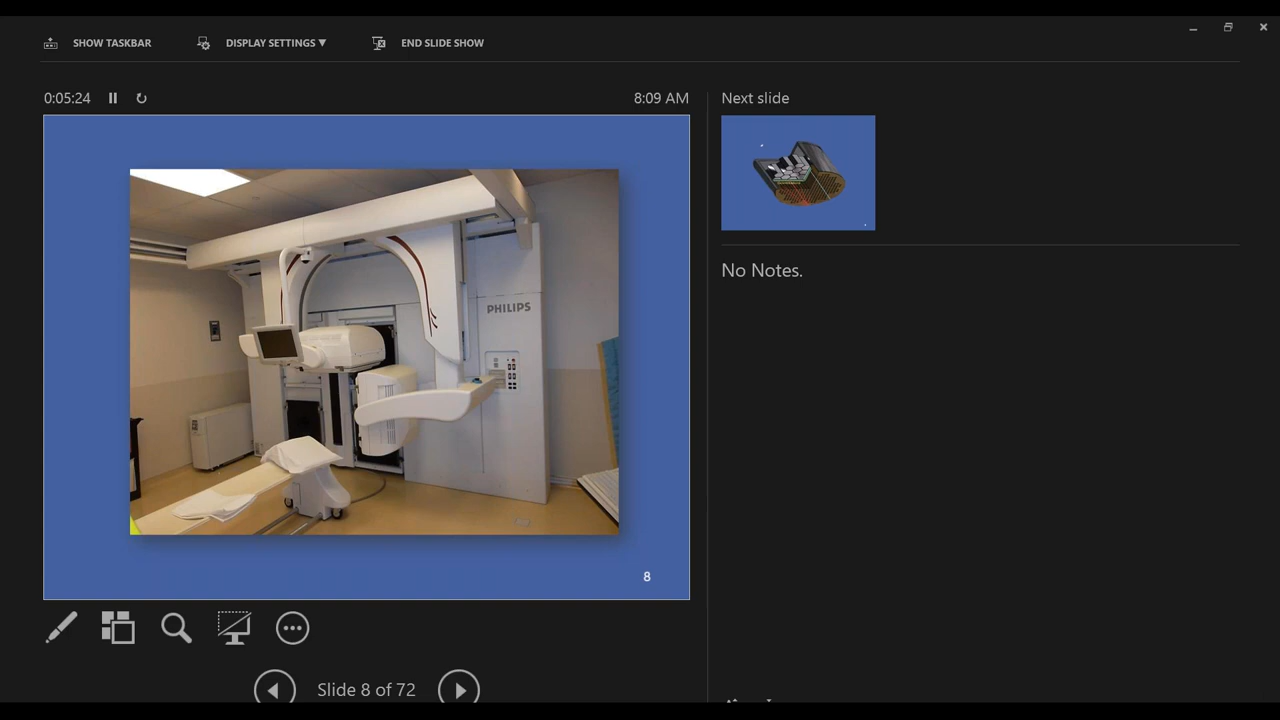 SHOW TASKBAR
DISPLAY SETTINGS ▼
END SLIDE SHOW
0:05:24
8:09 AM
Next slide
PHILIPS
No Notes.
8
Slide 8 of 72